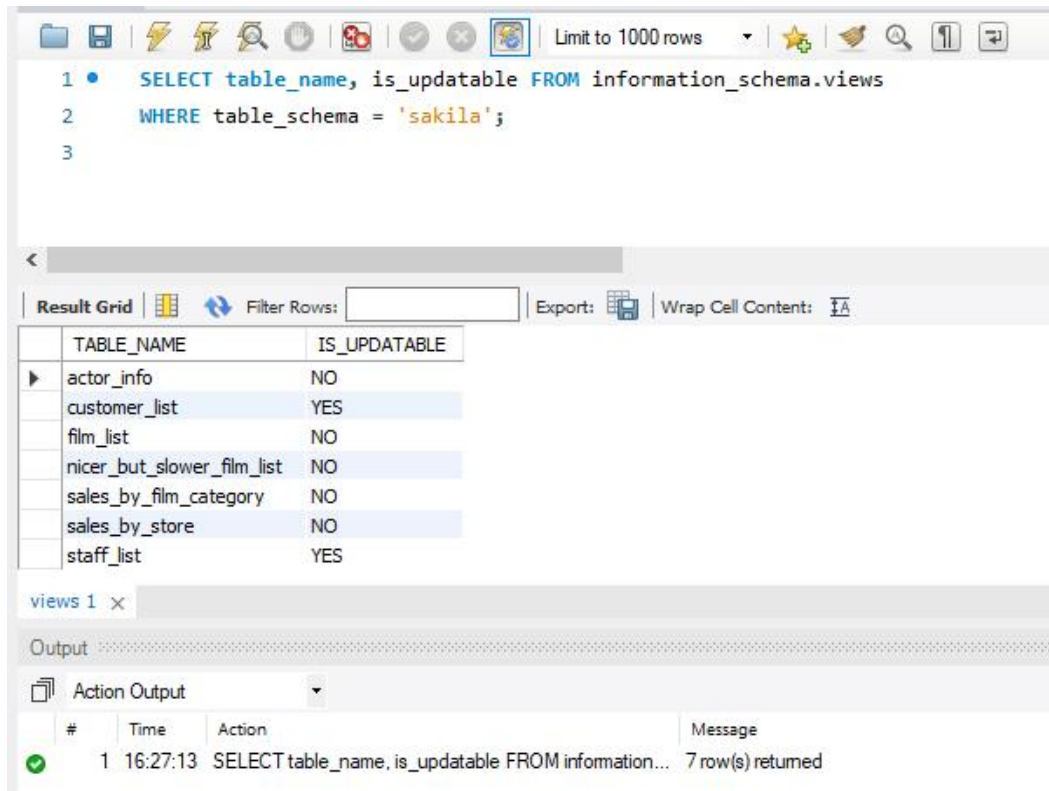 Limit to 1000 rows
1 SELECT table_name, is_updatable FROM information_schema.views
2 WHERE table_schema = 'sakila';
3
Result Grid Filter Rows: Export: Wrap Cell Content: IA
TABLE_NAME IS_UPDATABLE
actor_info NO
customer_list YES
film_list NO
nicer_but_slower_film_list NO
sales_by_film_category NO
sales_by_store NO
staff_list YES
views 1 ×
Output
Action Output
# Time Action Message
1 16:27:13 SELECT table_name, is_updatable FROM information... 7 row(s) returned